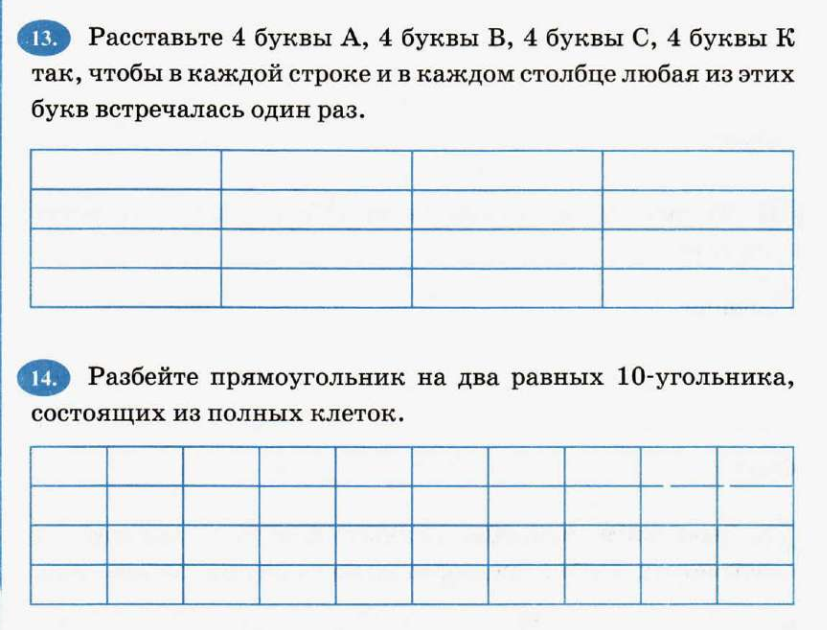 13. Расставьте 4 буквы А, 4 буквы В, 4 буквы С, 4 буквы К
так, чтобы в каждой строке и в каждом столбце любая из этих
букв встречалась один раз.
14. Разбейте прямоугольник на два равных 10-угольника,
состоящих из полных клеток.